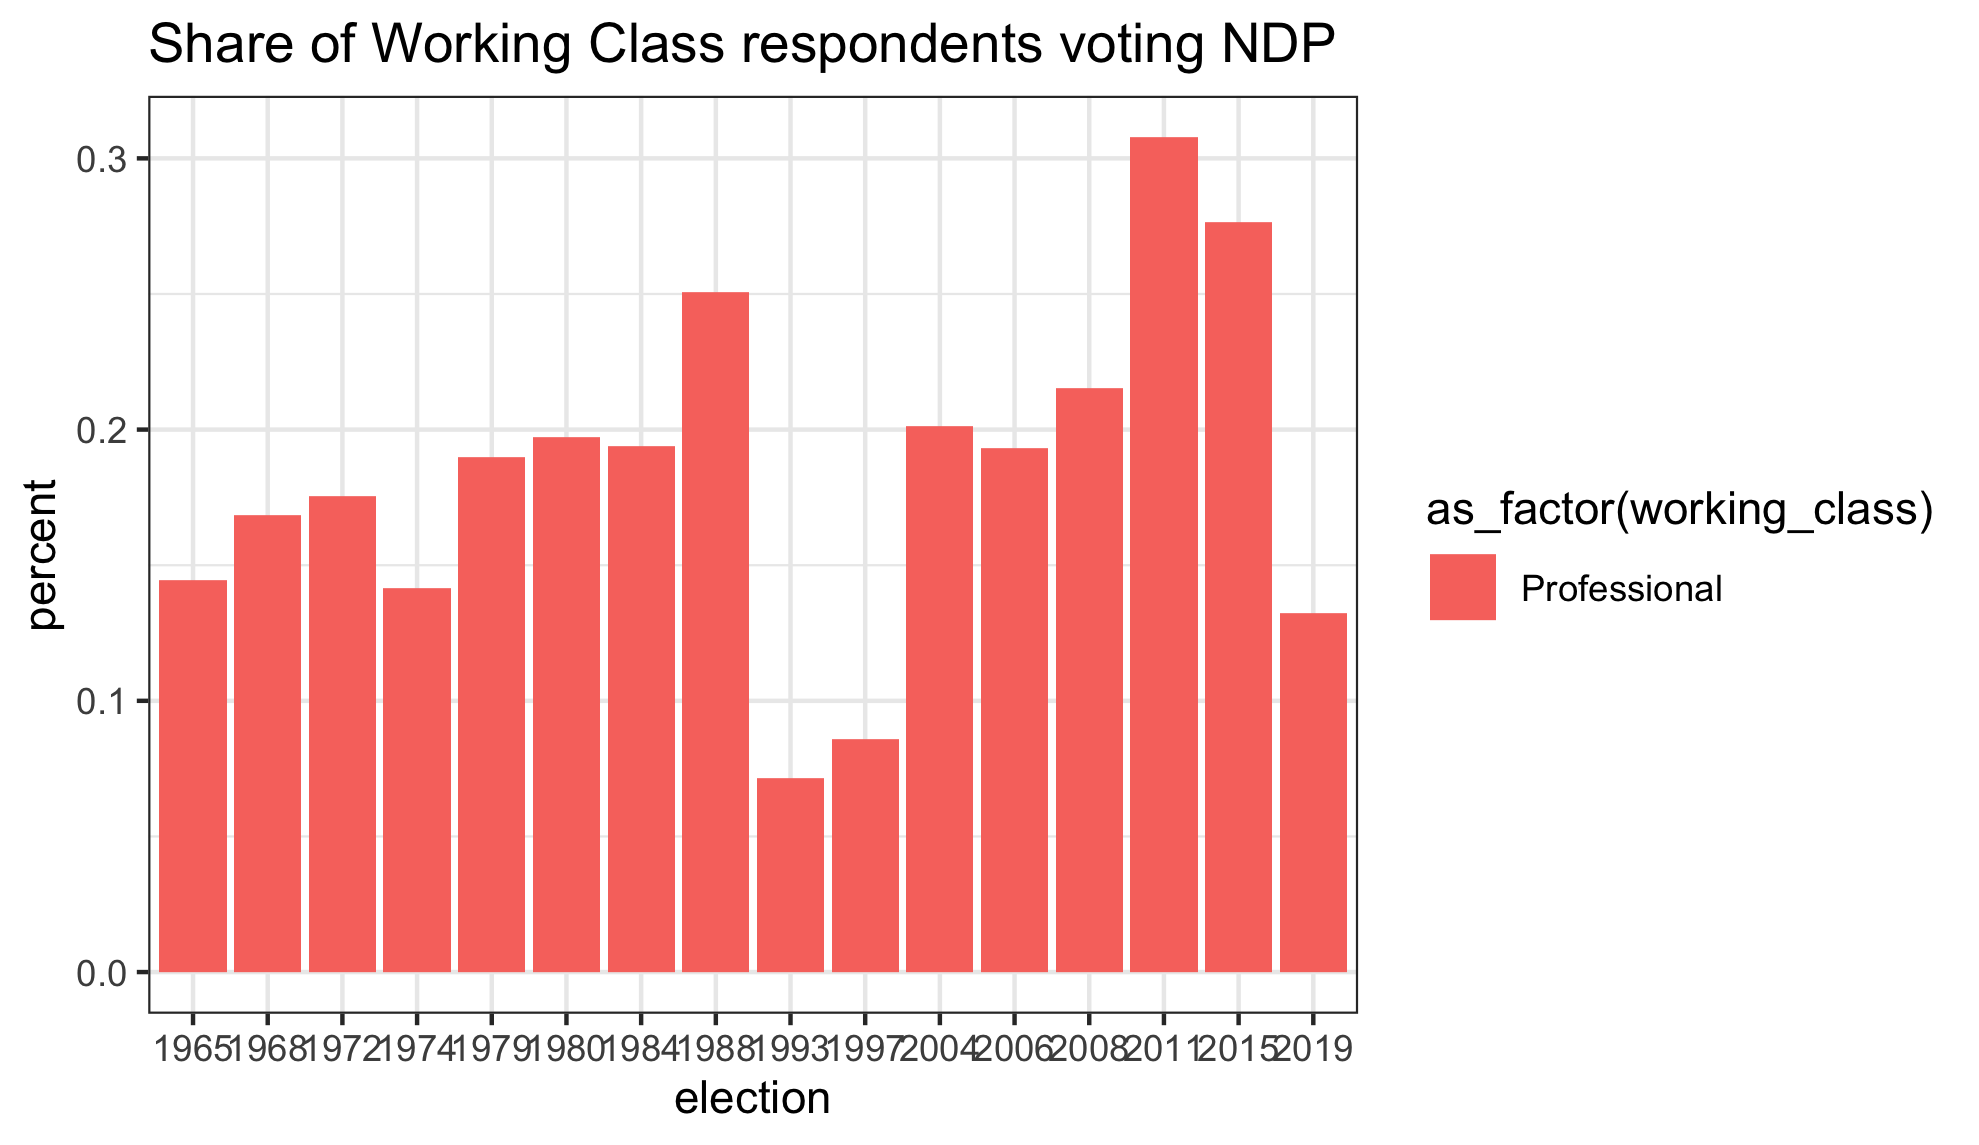 Share of Working Class respondents voting NDP
percent
0.3
0.2
0.1
0.0
1965 1968 1972 1974 1979 1980 1984 1988 1993 1997 2004 2006 2008 2011 2015 2019
election
as_factor(working_class)
Professional